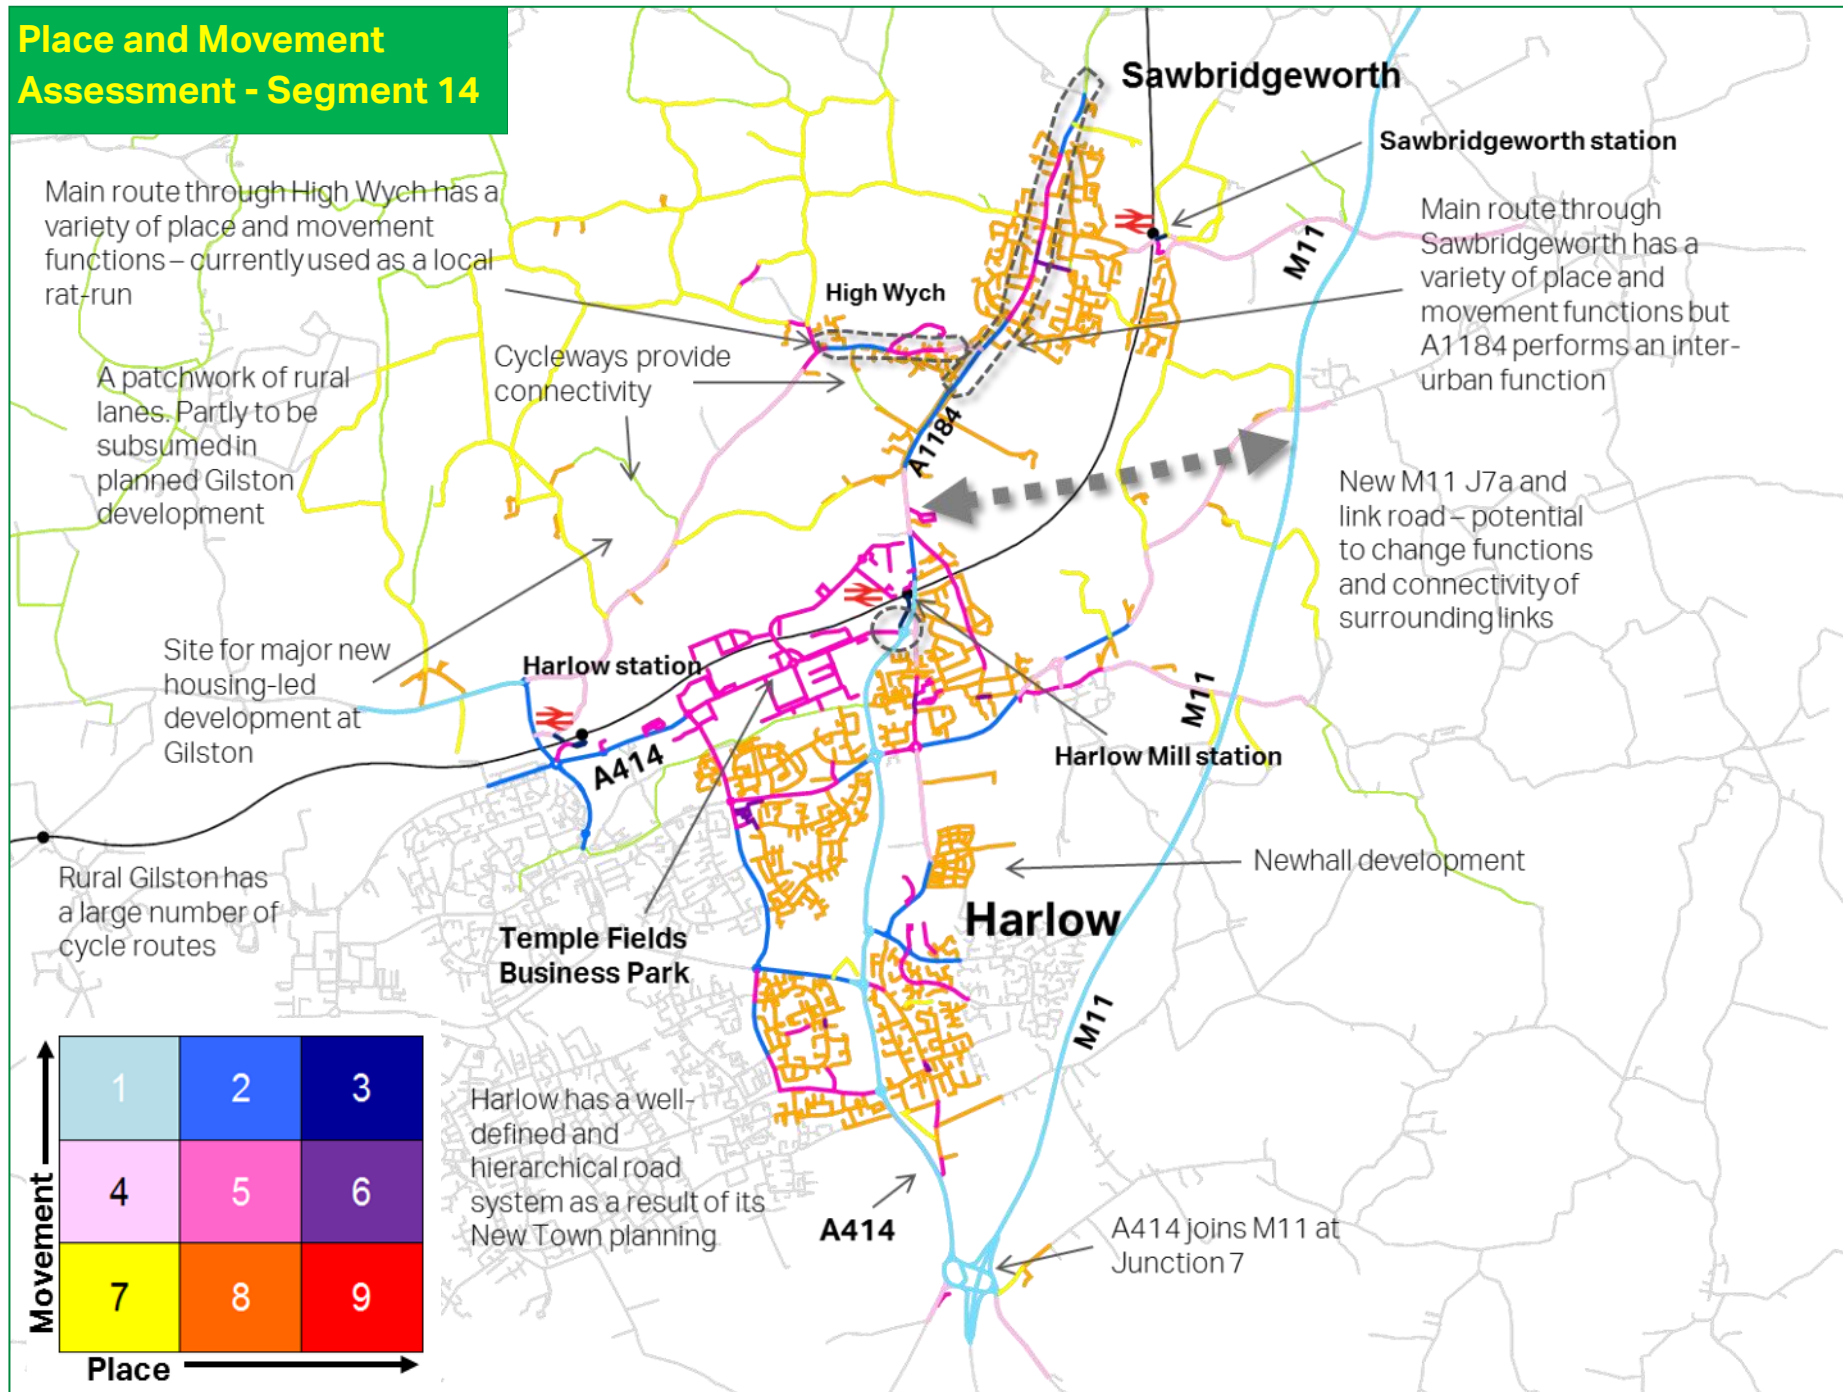 Place and Movement
Assessment - Segment 14
Sawbridgeworth
Sawbridgeworth station
Main route through High Wych has a
variety of place and movement
functions – currently used as a local
rat-run
M11
Main route through
Sawbridgeworth has a
variety of place and
movement functions but
A1184 performs an inter-
urban function
High Wych
Cycleways provide
connectivity
A patchwork of rural
lanes. Partly to be
subsumed in
planned Gilston
development
A1184
New M11 J7a and
link road – potential
to change functions
and connectivity of
surrounding links
Site for major new
housing-led
development at
Gilston
Harlow station
M11
Harlow Mill station
A414
Rural Gilston has
a large number of
cycle routes
Newhall development
Harlow
Temple Fields
Business Park
M11
Harlow has a well-
defined and
hierarchical road
system as a result of its
New Town planning
A414
A414 joins M11 at
Junction 7
Movement
1 2 3
4 5 6
7 8 9
Place